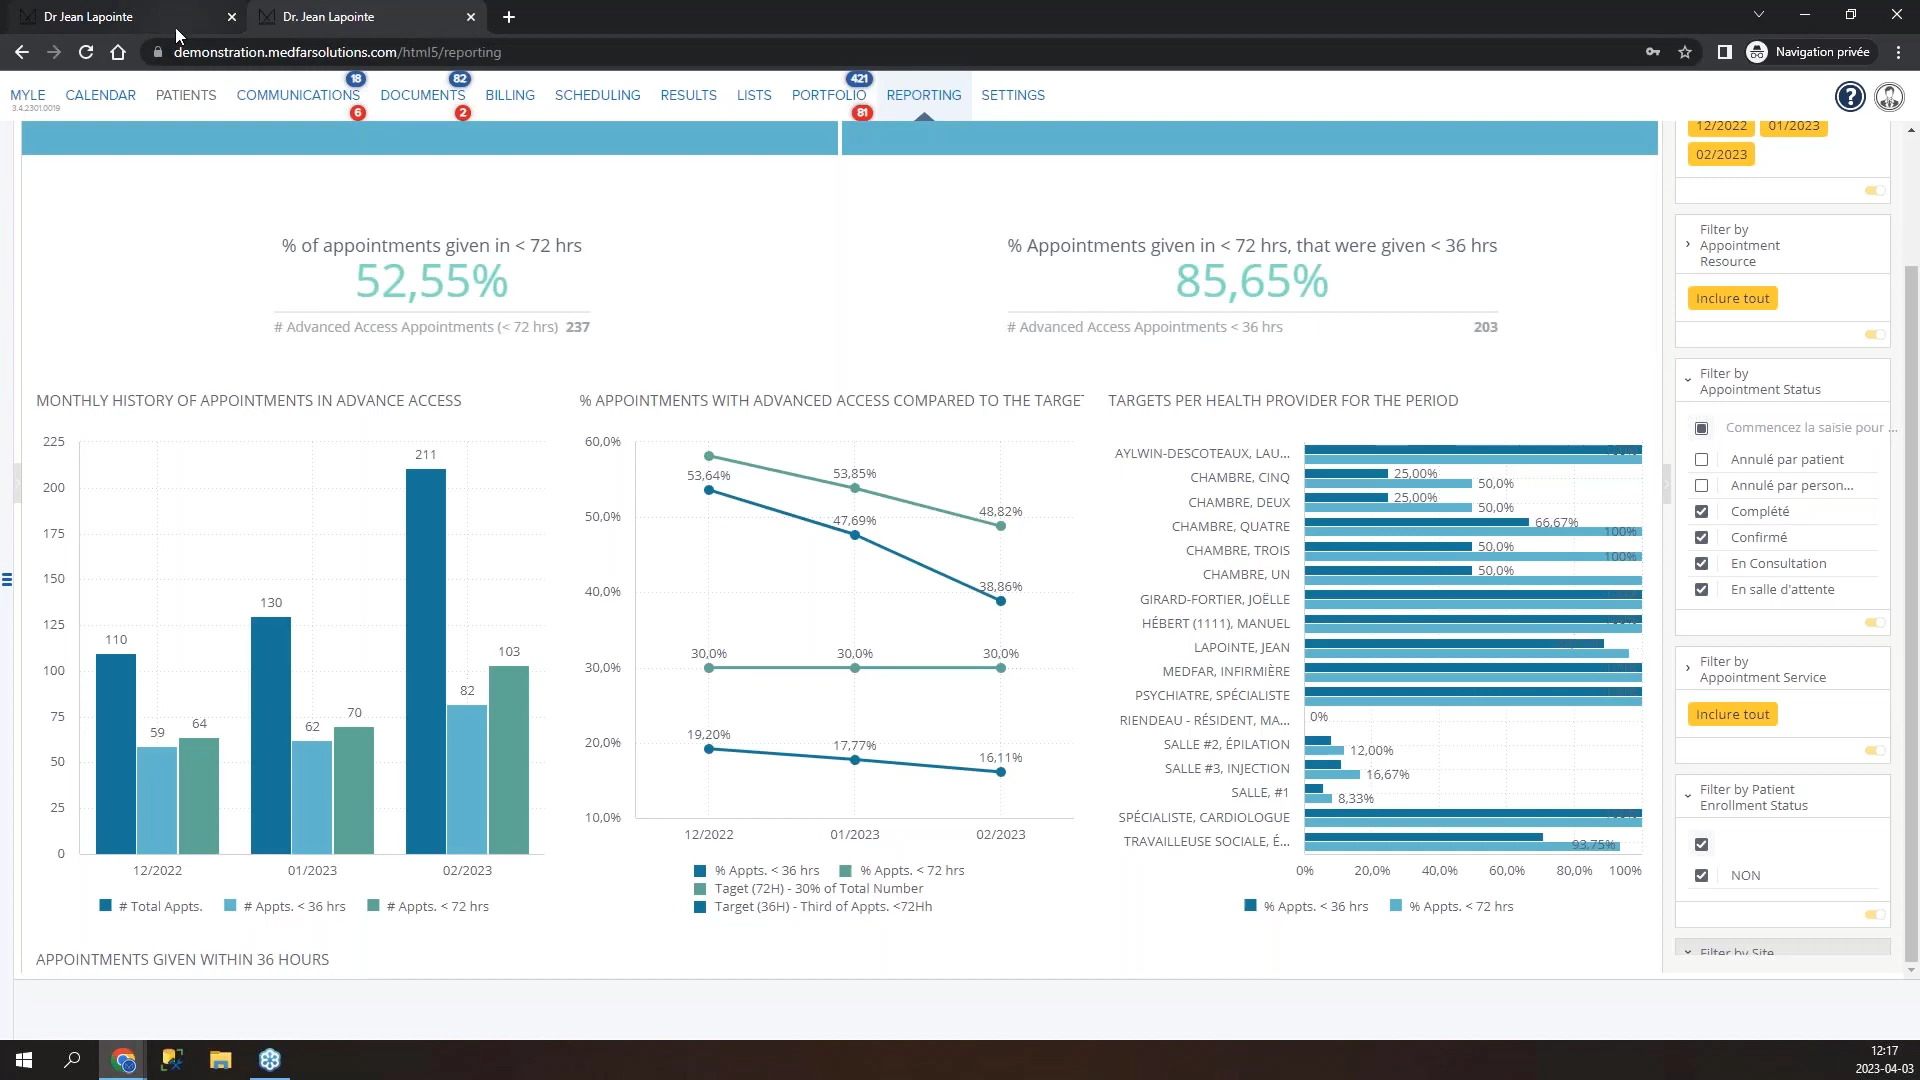 Dr Jean Lapointe
Dr. Jean Lapointe
demonstration.medfarsolutions.com/html5/reporting
Navigation privée
MYLE
3.4.2301.0019
CALENDAR
PATIENTS
COMMUNICATIONS
18
6
DOCUMENTS
82
2
BILLING
SCHEDULING
RESULTS
LISTS
PORTFOLIO
421
81
REPORTING
SETTINGS
?
% of appointments given in < 72 hrs
52,55%
# Advanced Access Appointments (< 72 hrs) 237
% Appointments given in < 72 hrs, that were given < 36 hrs
85,65%
# Advanced Access Appointments < 36 hrs 203
MONTHLY HISTORY OF APPOINTMENTS IN ADVANCE ACCESS
225
200
175
150
125
100
75
50
25
0
110
59
64
130
62
70
211
82
103
12/2022
01/2023
02/2023
# Total Appts.
# Appts. < 36 hrs
# Appts. < 72 hrs
% APPOINTMENTS WITH ADVANCED ACCESS COMPARED TO THE TARGE
60,0%
50,0%
40,0%
30,0%
20,0%
10,0%
53,64%
53,85%
48,82%
47,69%
38,86%
30,0%
30,0%
30,0%
19,20%
17,77%
16,11%
12/2022
01/2023
02/2023
% Appts. < 36 hrs
% Appts. < 72 hrs
Taget (72H) - 30% of Total Number
Target (36H) - Third of Appts. <72Hh
TARGETS PER HEALTH PROVIDER FOR THE PERIOD
AYLWIN-DESCOTEAUX, LAU...
CHAMBRE, CINQ 25,00%
50,0%
CHAMBRE, DEUX 25,00%
50,0%
CHAMBRE, QUATRE 66,67%
100%
CHAMBRE, TROIS 50,0%
100%
CHAMBRE, UN 50,0%
GIRARD-FORTIER, JOËLLE
HÉBERT (1111), MANUEL
LAPOINTE, JEAN
MEDFAR, INFIRMIÈRE
PSYCHIATRE, SPÉCIALISTE
RIENDEAU - RÉSIDENT, MA... 0%
SALLE #2, ÉPILATION 12,00%
SALLE #3, INJECTION 16,67%
SALLE, #1 8,33%
SPÉCIALISTE, CARDIOLOGUE
TRAVAILLEUSE SOCIALE, É... 93,75%
0%
20,0%
40,0%
60,0%
80,0%
100%
% Appts. < 36 hrs
% Appts. < 72 hrs
APPOINTMENTS GIVEN WITHIN 36 HOURS
12/2022
01/2023
02/2023
Filter by
Appointment
Resource
Inclure tout
Filter by
Appointment Status
Commencez la saisie pour ...
Annulé par patient
Annulé par person...
Complété
Confirmé
En Consultation
En salle d'attente
Filter by
Appointment Service
Inclure tout
Filter by Patient
Enrollment Status
NON
Filter by Site
12:17
2023-04-03